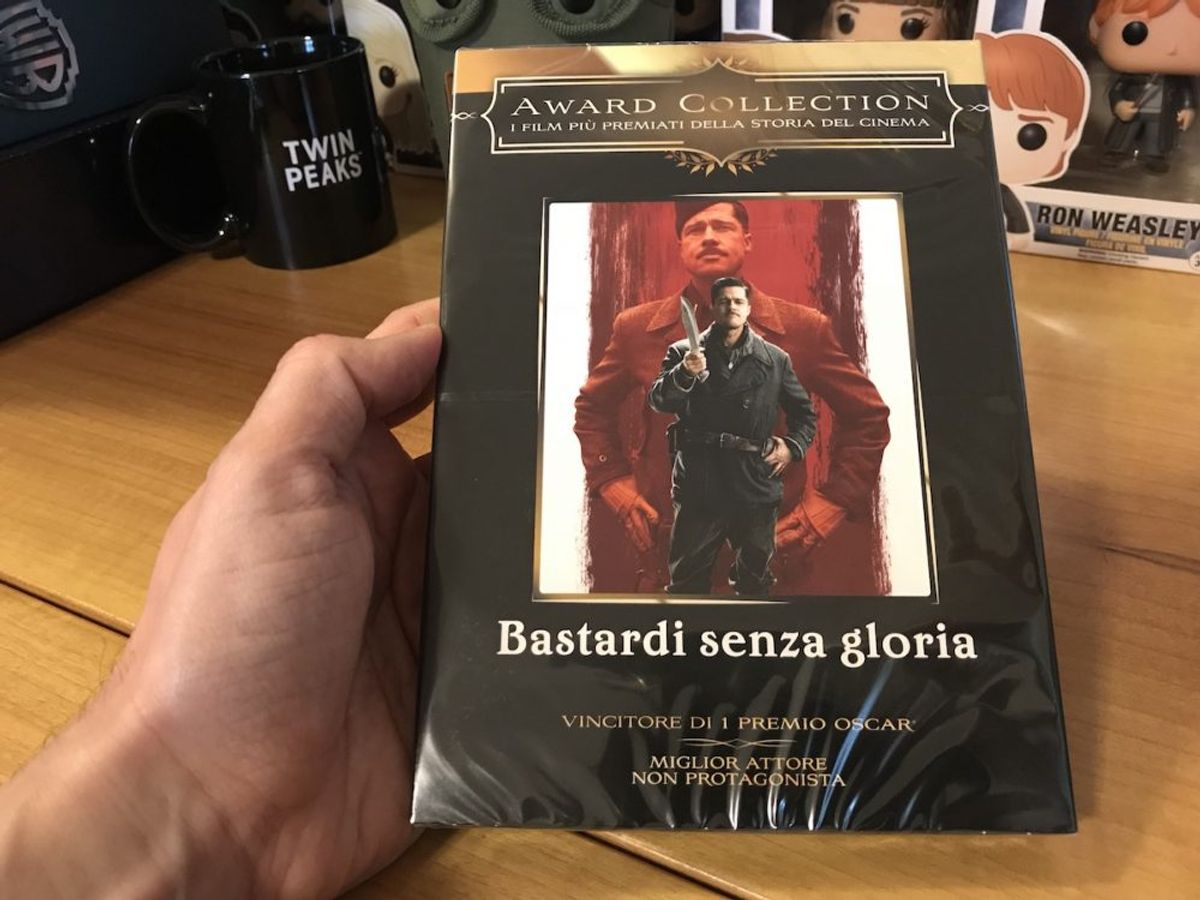 AWARD COLLECTION
I FILM PIÙ PREMIATI DELLA STORIA DEL CINEMA
TWIN
PEAKS
RON WEASLEY
Bastardi senza gloria
VINCITORE DI 1 PREMIO OSCAR®
MIGLIOR ATTORE
NON PROTAGONISTA